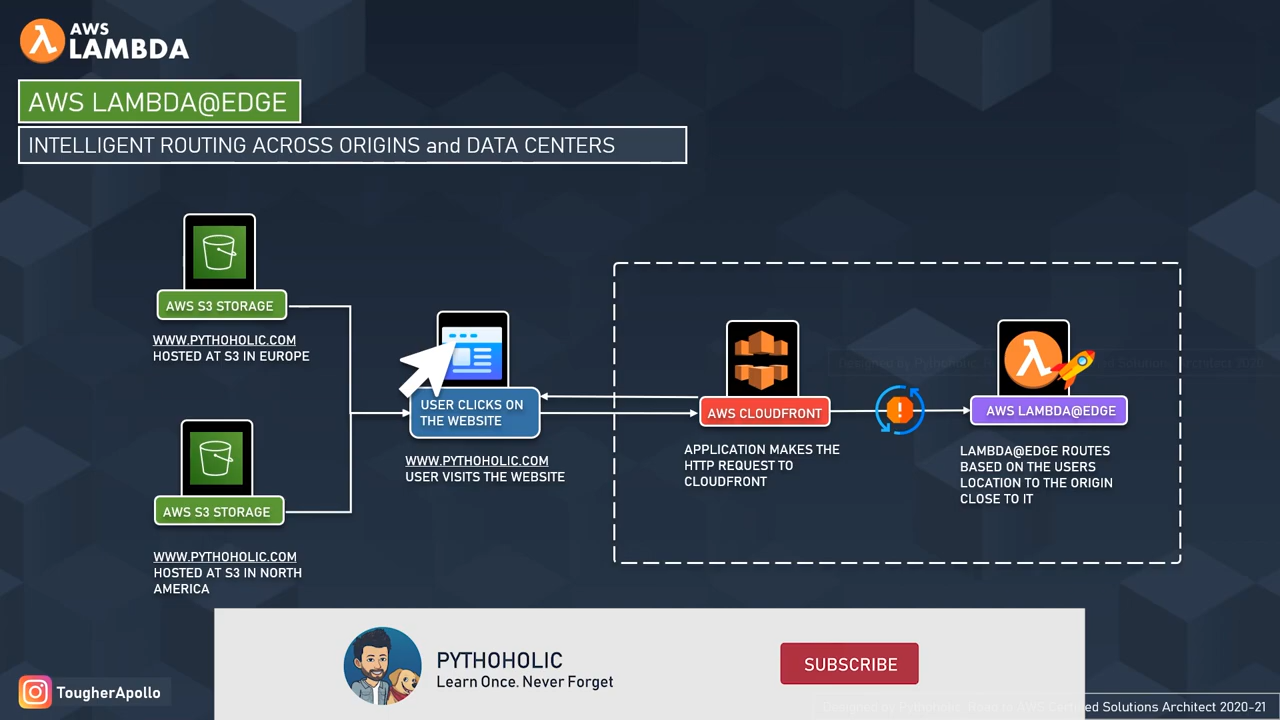 AWS
LAMBDA
AWS LAMBDA@EDGE
INTELLIGENT ROUTING ACROSS ORIGINS and DATA CENTERS
AWS S3 STORAGE
WWW.PYTHOHOLIC.COM
HOSTED AT S3 IN EUROPE
AWS S3 STORAGE
WWW.PYTHOHOLIC.COM
HOSTED AT S3 IN NORTH
AMERICA
USER CLICKS ON
THE WEBSITE
WWW.PYTHOHOLIC.COM
USER VISITS THE WEBSITE
AWS CLOUDFRONT
APPLICATION MAKES THE
HTTP REQUEST TO
CLOUDFRONT
AWS LAMBDA@EDGE
LAMBDA@EDGE ROUTES
BASED ON THE USERS
LOCATION TO THE ORIGIN
CLOSE TO IT
PYTHOHOLIC
Learn Once. Never Forget
SUBSCRIBE
TougherApollo
Solutions Architect 2020-21